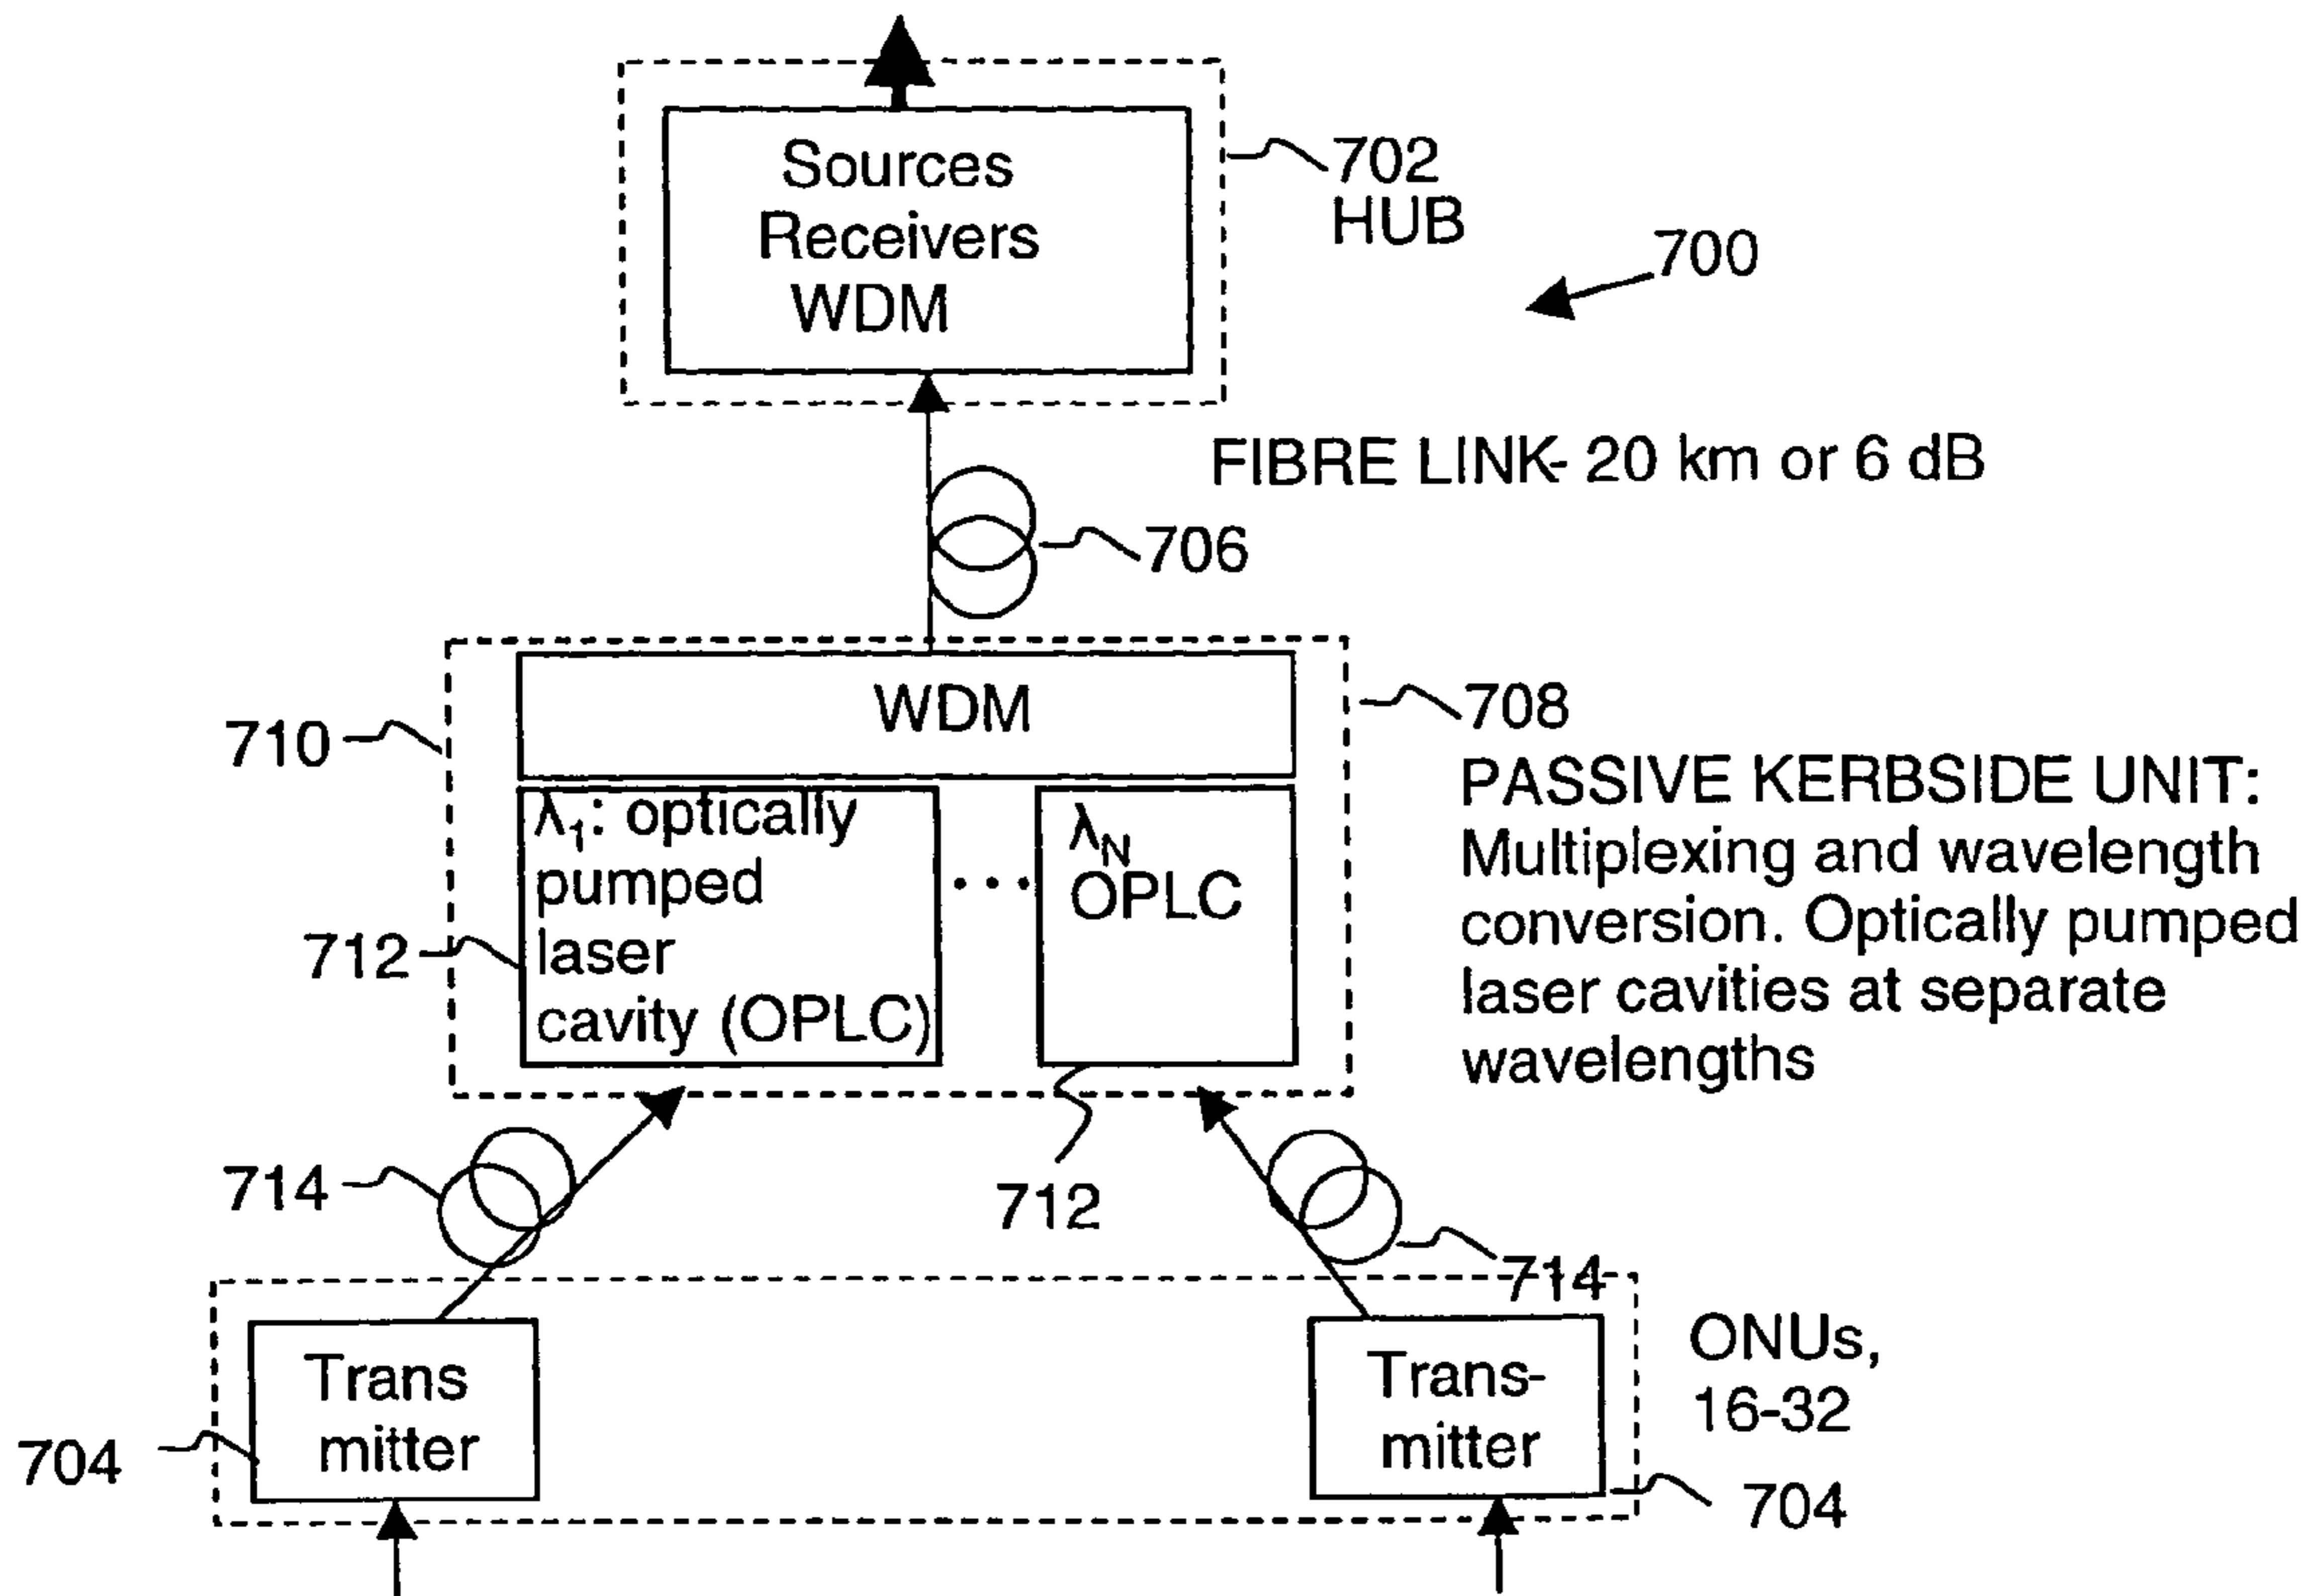 Sources
Receivers
WDM
702
HUB
700
FIBRE LINK- 20 km or 6 dB
706
WDM
710
708
PASSIVE KERBSIDE UNIT:
Multiplexing and wavelength
conversion. Optically pumped
laser cavities at separate
wavelengths
λ1: optically
pumped
laser
cavity (OPLC)
...
λN
OPLC
712
714
712
714
Trans
mitter
Trans-
mitter
ONUs,
16-32
704
704